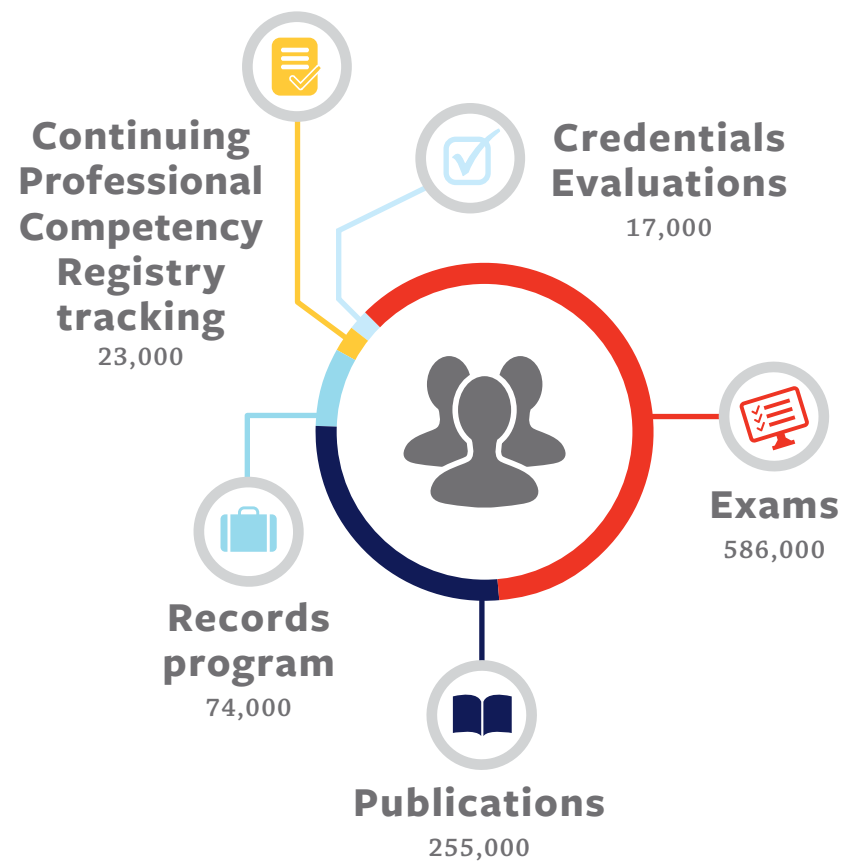 Continuing
Professional
Competency
Registry
tracking
23,000
Credentials
Evaluations
17,000
Exams
586,000
Records
program
74,000
Publications
255,000